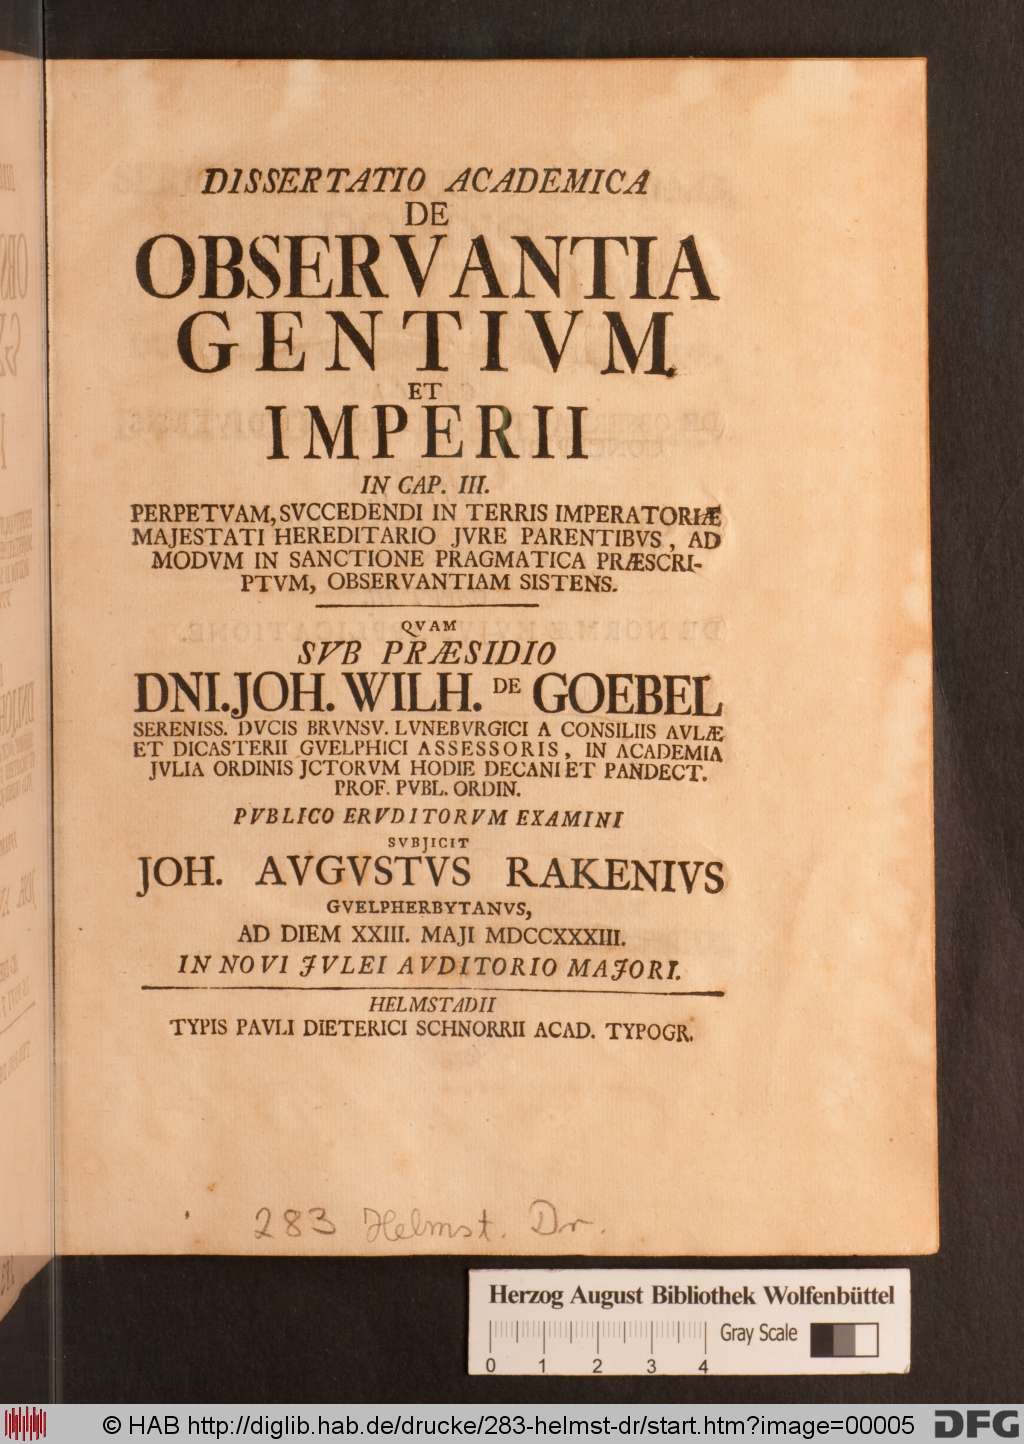 DISSERTATIO ACADEMICA
DE
OBSERVANTIA
GENTIVM
ET
IMPERII
IN CAP. III.
PERPETVAM, SVCCEDENDI IN TERRIS IMPERATORIÆ
MAJESTATI HEREDITARIO JVRE PARENTIBVS, AD
MODVM IN SANCTIONE PRAGMATICA PRÆSCRI-
PTVM, OBSERVANTIAM SISTENS.
QVAM
SVB PRÆSIDIO
DNI. JOH. WILH. DE GOEBEL
SERENISS. DVCIS BRVNSV. LVNEBVRGICI A CONSILIIS AVLÆ
ET DICASTERII GVELPHICI ASSESSORIS, IN ACADEMIA
JVLIA ORDINIS JCTORVM HODIE DECANI ET PANDECT.
PROF. PVBL. ORDIN.
PVBLICO ERVDITORVM EXAMINI
SVBJICIT
JOH. AVGVSTVS RAKENIVS
GVELPHERBYTANVS,
AD DIEM XXIII. MAJI MDCCXXXIII.
IN NOVI JVLEI AVDITORIO MAJORI.
HELMSTADII
TYPIS PAVLI DIETERICI SCHNORRII ACAD. TYPOGR.
283 Helmst. Dr.
Herzog August Bibliothek Wolfenbüttel
Gray Scale
0 1 2 3 4
© HAB http://diglib.hab.de/drucke/283-helmst-dr/start.htm?image=00005
DFG